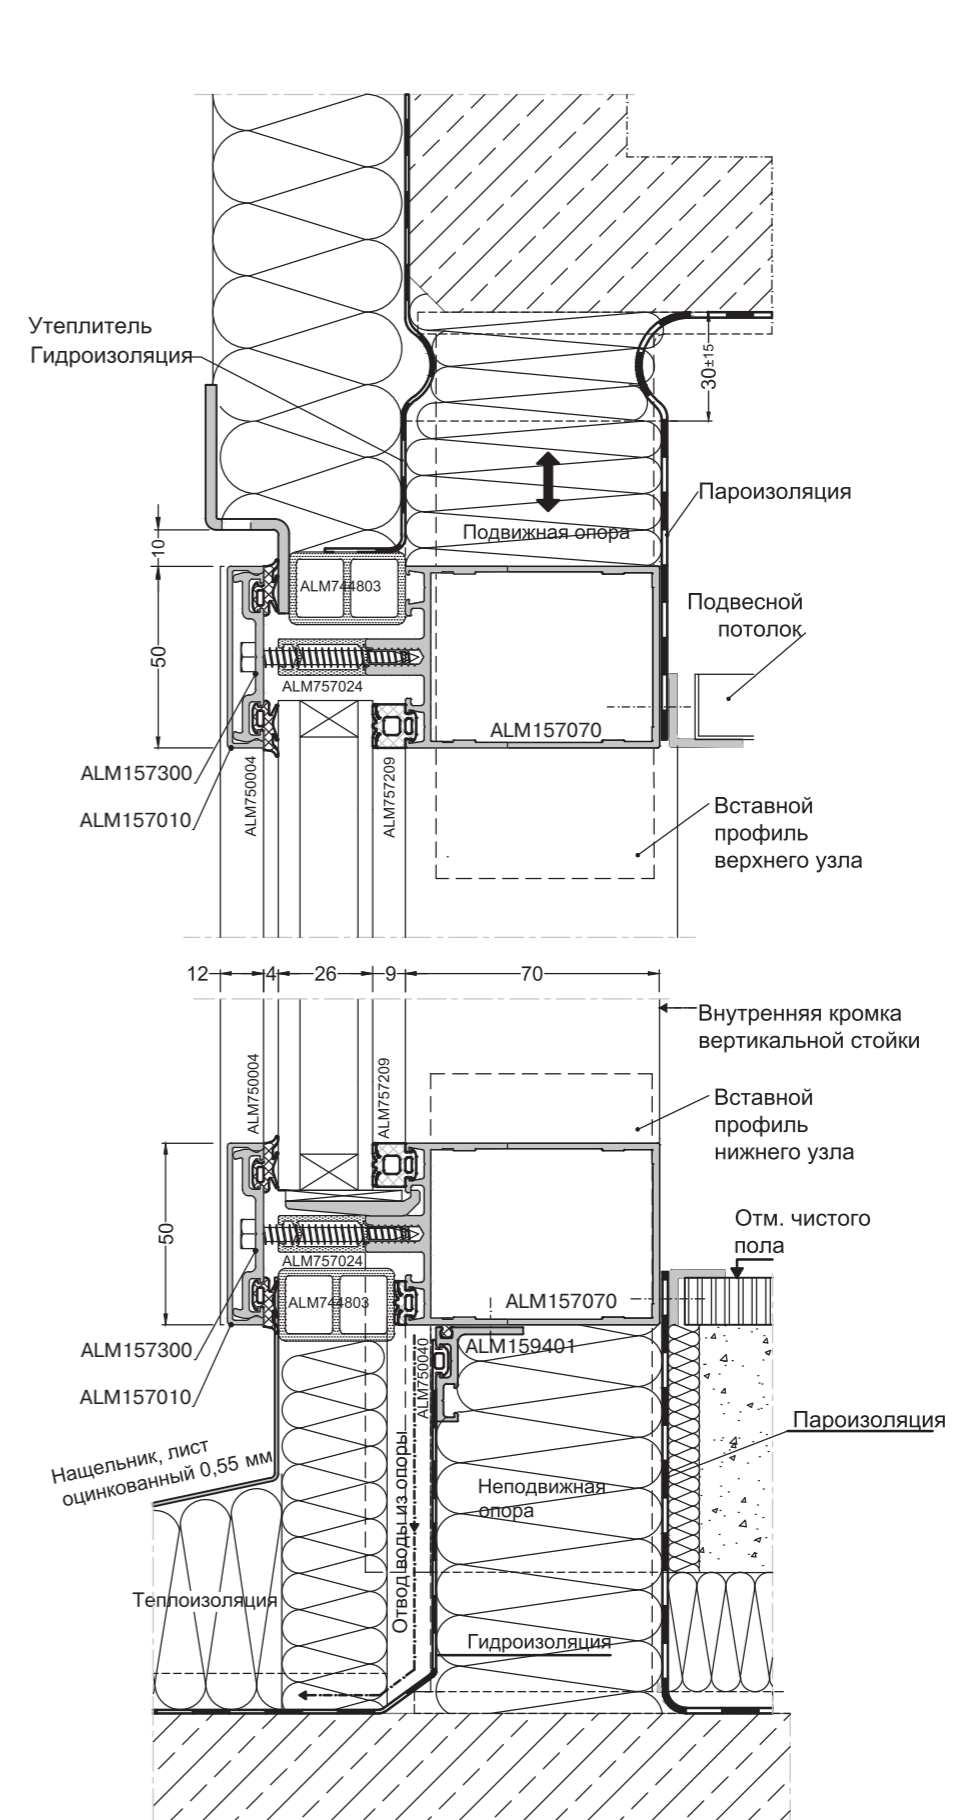 Утеплитель
Гидроизоляция
30±15
Пароизоляция
Подвижная опора
10
ALM744803
Подвесной
потолок
50
ALM757024
ALM157070
ALM157300
ALM750004
ALM757209
ALM157010
Вставной
профиль
верхнего узла
12
4
26
9
70
Внутренняя кромка
вертикальной стойки
ALM750004
ALM757209
Вставной
профиль
нижнего узла
50
Отм. чистого
пола
ALM757024
ALM744803
ALM157070
ALM157300
ALM159401
ALM750040
ALM157010
Пароизоляция
Нащельник, лист
оцинкованный 0,55 мм
Отвод воды из опоры
Неподвижная
опора
Теплоизоляция
Гидроизоляция